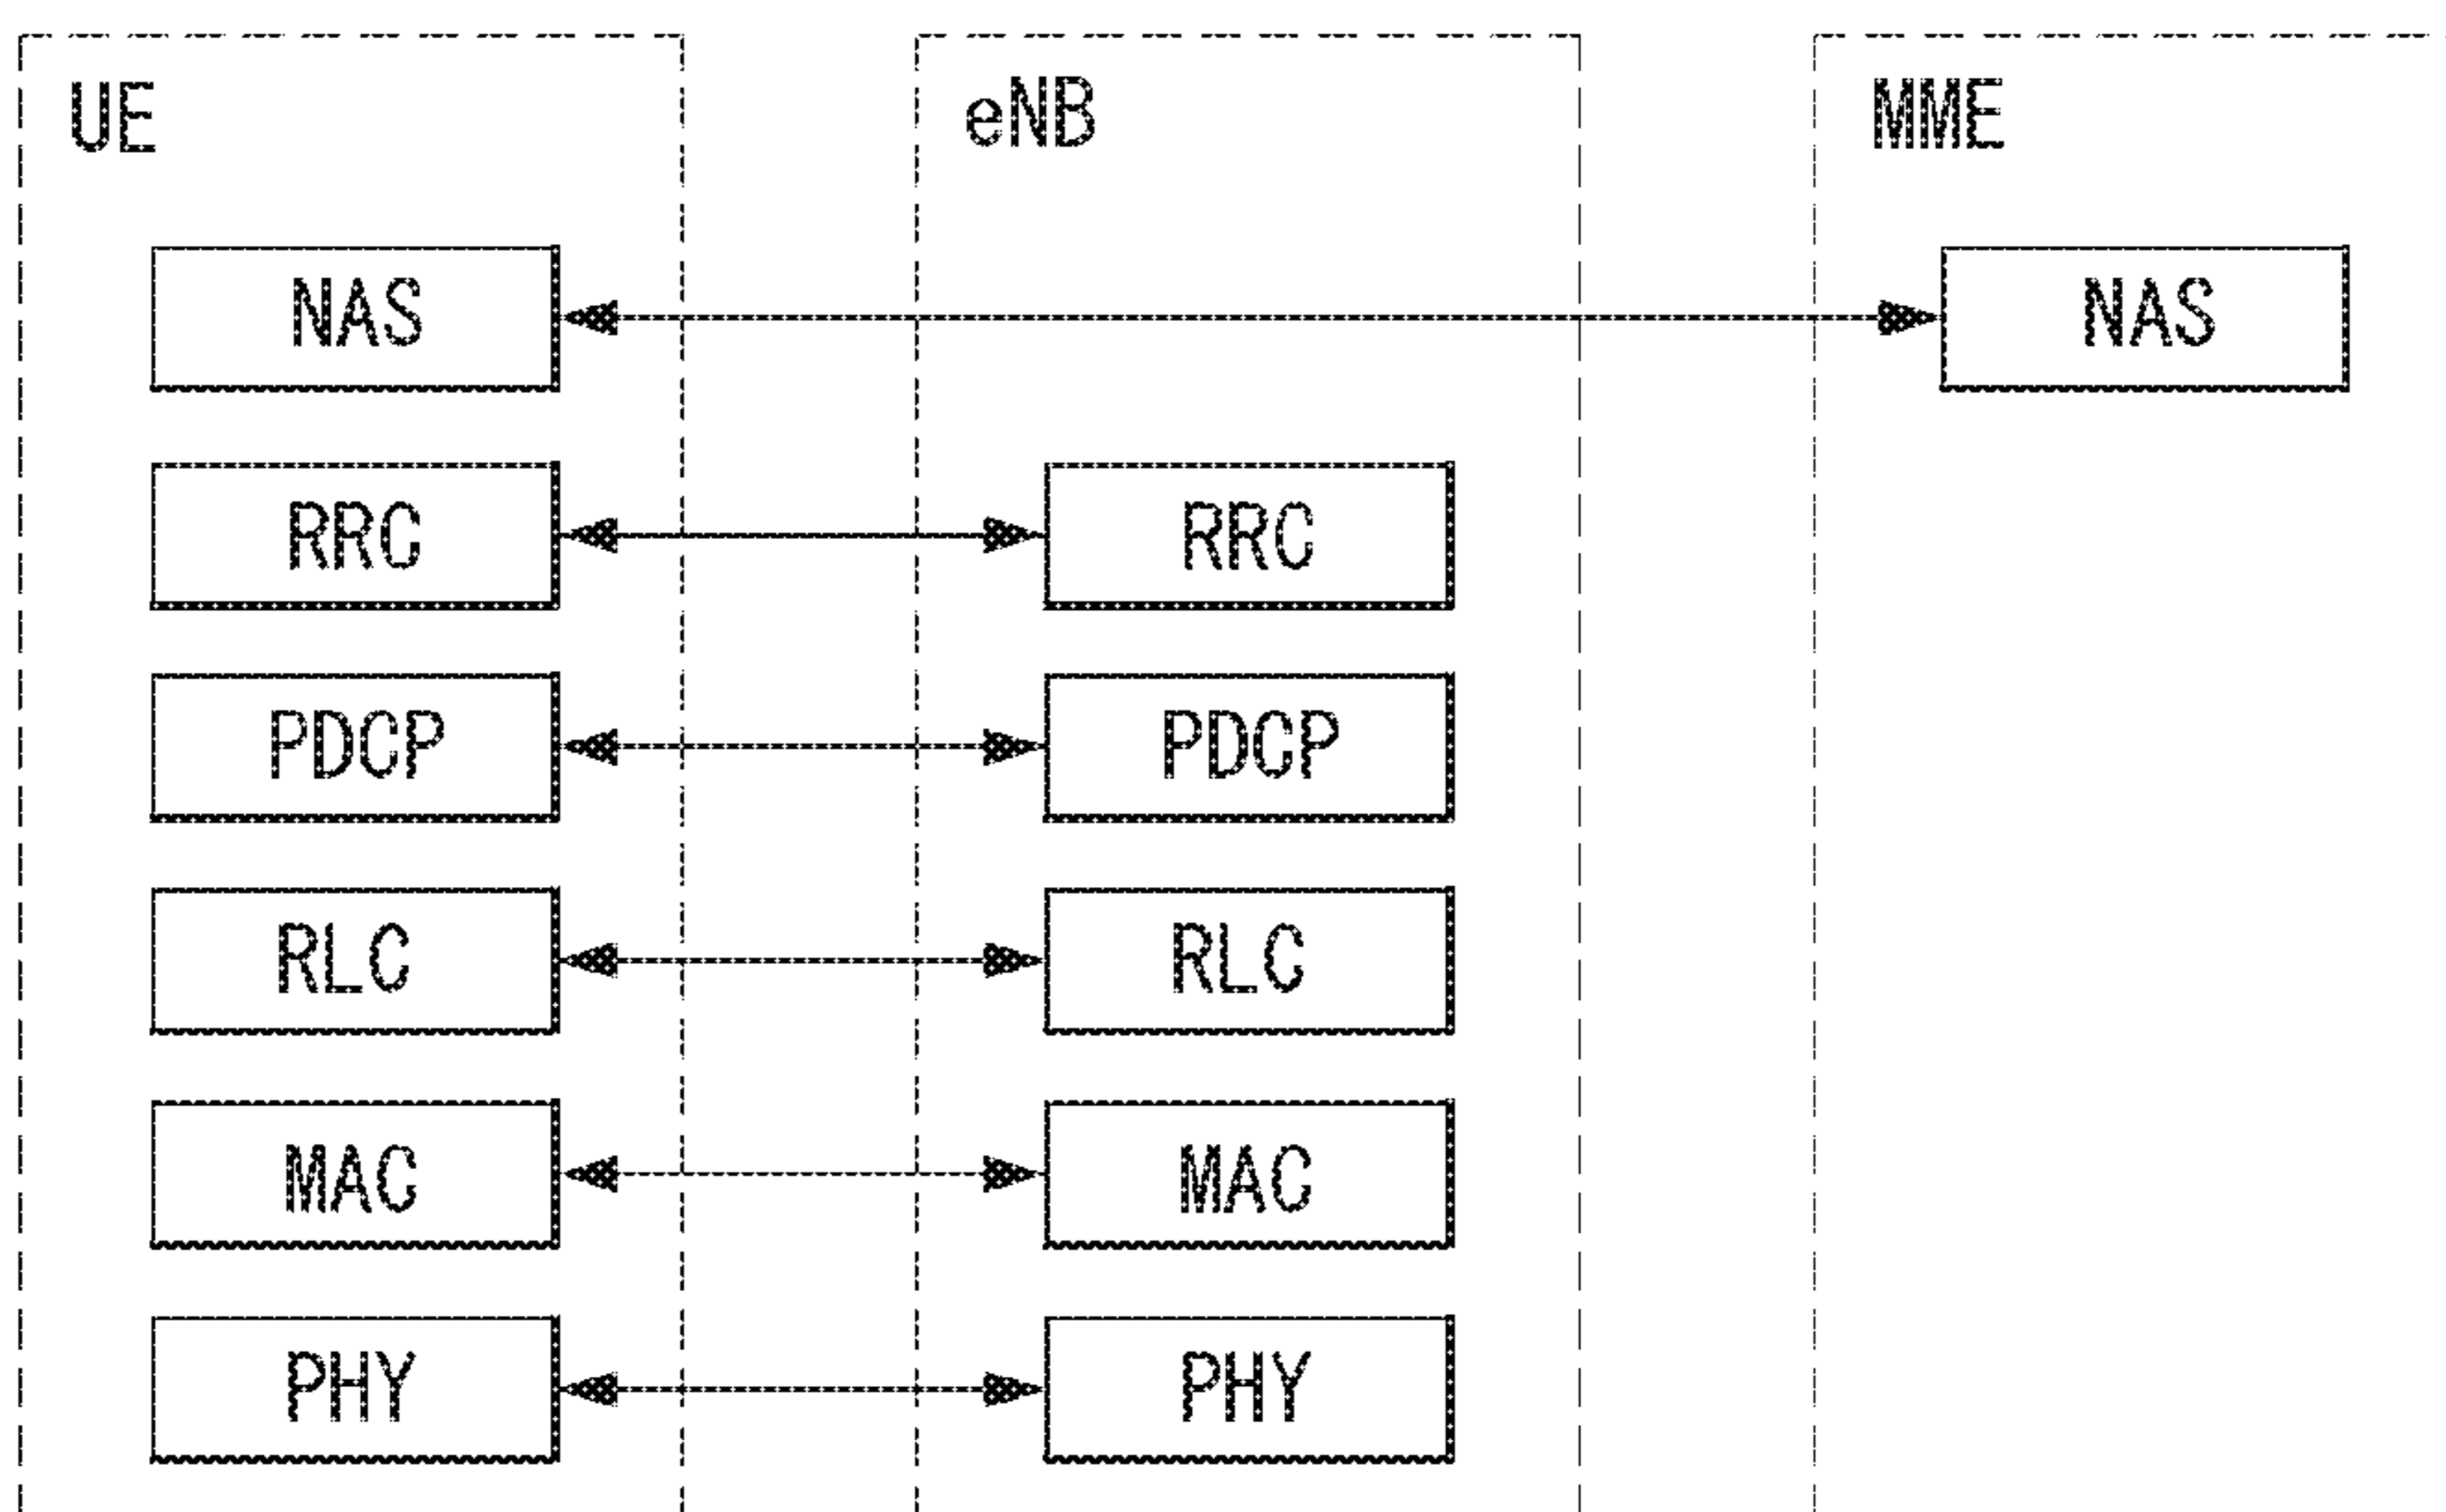 UE eNB MME
NAS NAS
RRC RRC
PDCP PDCP
RLC RLC
MAC MAC
PHY PHY